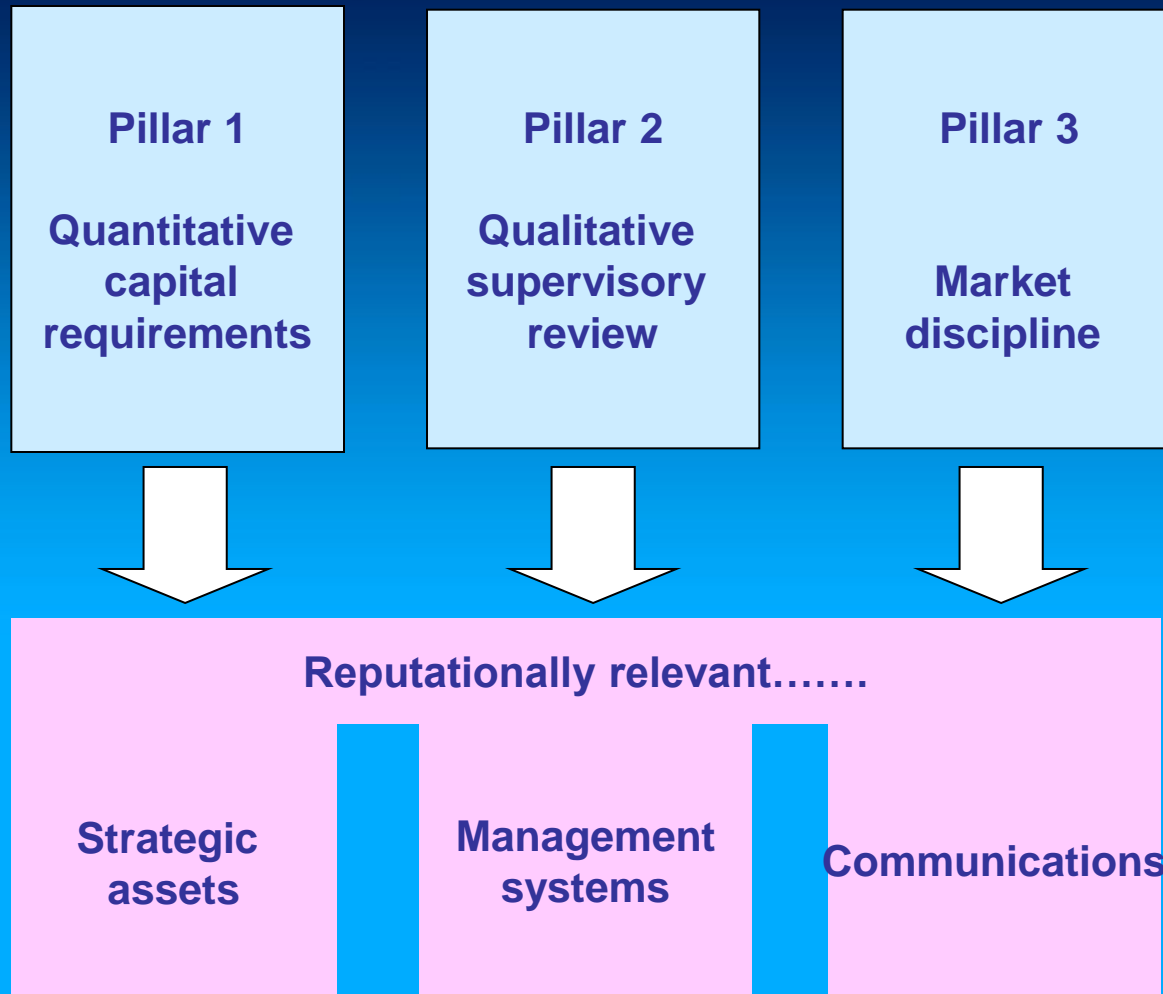 Pillar 1
Quantitative
capital
requirements
Pillar 2
Qualitative
supervisory
review
Pillar 3
Market
discipline
Reputationally relevant.......
Strategic
assets
Management
systems
Communications